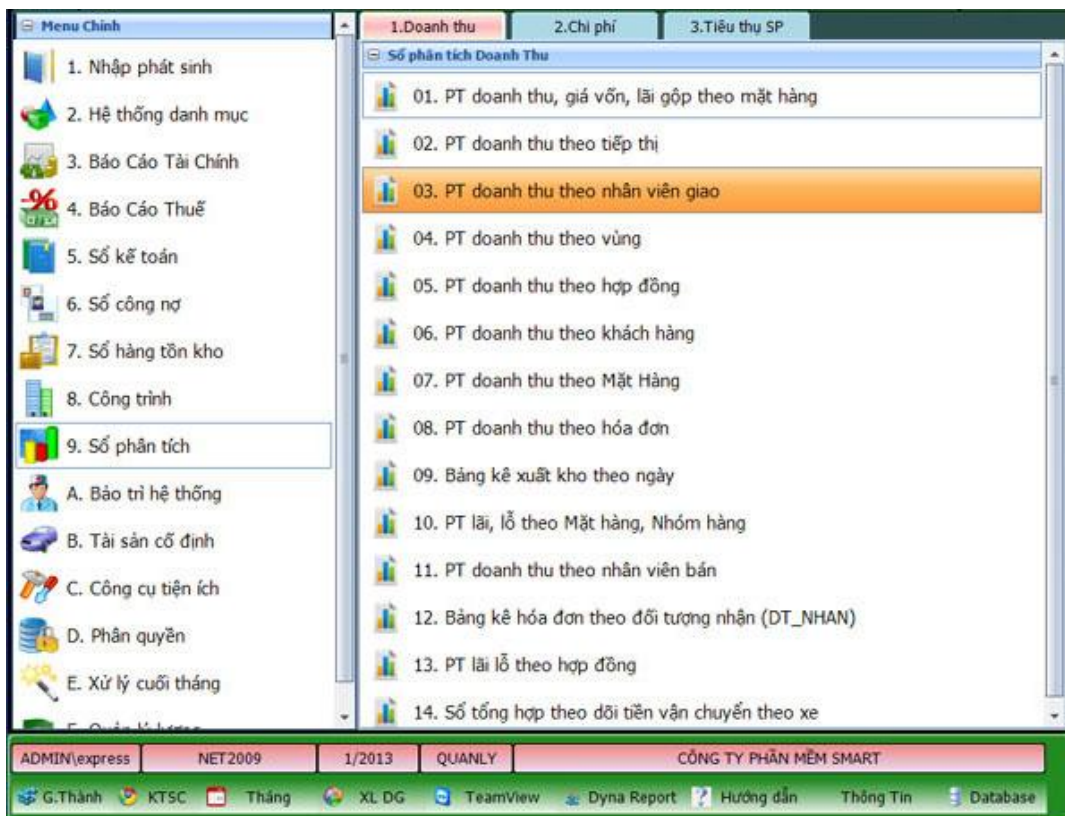 Menu Chính
1. Nhập phát sinh
2. Hệ thống danh mục
3. Báo Cáo Tài Chính
4. Báo Cáo Thuế
5. Sổ kế toán
6. Sổ công nợ
7. Sổ hàng tồn kho
8. Công trình
9. Sổ phân tích
A. Bảo trì hệ thống
B. Tài sản cố định
C. Công cụ tiện ích
D. Phân quyền
E. Xử lý cuối tháng
1.Doanh thu 2.Chi phí 3.Tiêu thụ SP
Sổ phân tích Doanh Thu
01. PT doanh thu, giá vốn, lãi gộp theo mặt hàng
02. PT doanh thu theo tiếp thị
03. PT doanh thu theo nhân viên giao
04. PT doanh thu theo vùng
05. PT doanh thu theo hợp đồng
06. PT doanh thu theo khách hàng
07. PT doanh thu theo Mặt Hàng
08. PT doanh thu theo hóa đơn
09. Bảng kê xuất kho theo ngày
10. PT lãi, lỗ theo Mặt hàng, Nhóm hàng
11. PT doanh thu theo nhân viên bán
12. Bảng kê hóa đơn theo đối tượng nhận (DT_NHAN)
13. PT lãi lỗ theo hợp đồng
14. Sổ tổng hợp theo dõi tiền vận chuyển theo xe
ADMIN\express NET2009 1/2013 QUANLY CÔNG TY PHẦN MỀM SMART
G.Thành KTSC Tháng XL DG TeamView Dyna Report Hướng dẫn Thông Tin Database